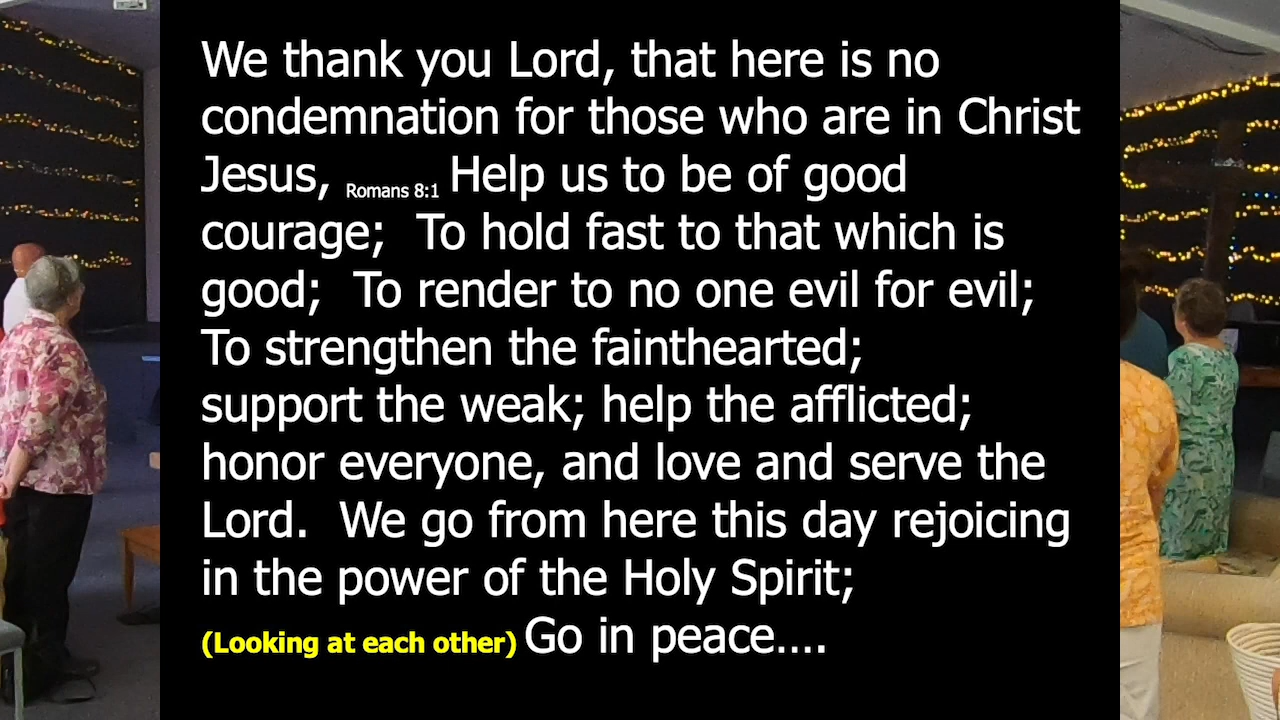 We thank you Lord, that here is no
condemnation for those who are in Christ
Jesus, Romans 8:1 Help us to be of good
courage;  To hold fast to that which is
good;  To render to no one evil for evil;
To strengthen the fainthearted;
support the weak; help the afflicted;
honor everyone, and love and serve the
Lord.  We go from here this day rejoicing
in the power of the Holy Spirit;
(Looking at each other) Go in peace....